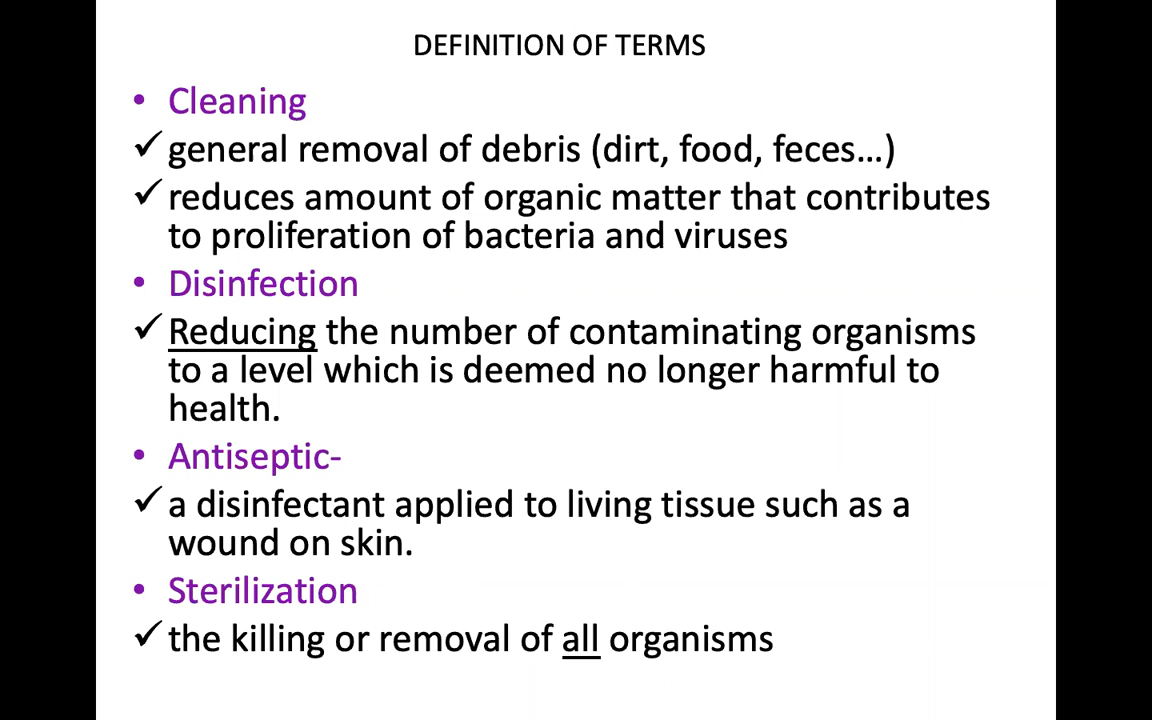 DEFINITION OF TERMS
• Cleaning
✓ general removal of debris (dirt, food, feces...)
✓ reduces amount of organic matter that contributes
to proliferation of bacteria and viruses
• Disinfection
✓ Reducing the number of contaminating organisms
to a level which is deemed no longer harmful to
health.
• Antiseptic-
✓ a disinfectant applied to living tissue such as a
wound on skin.
• Sterilization
✓ the killing or removal of all organisms